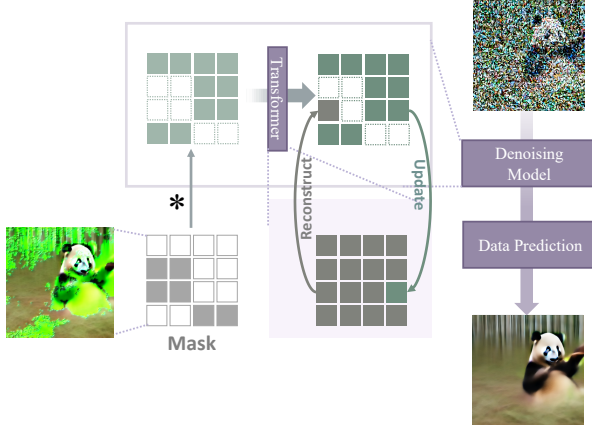 Transformer
Denoising
Model
*
Reconstruct
Update
Data Prediction
Mask